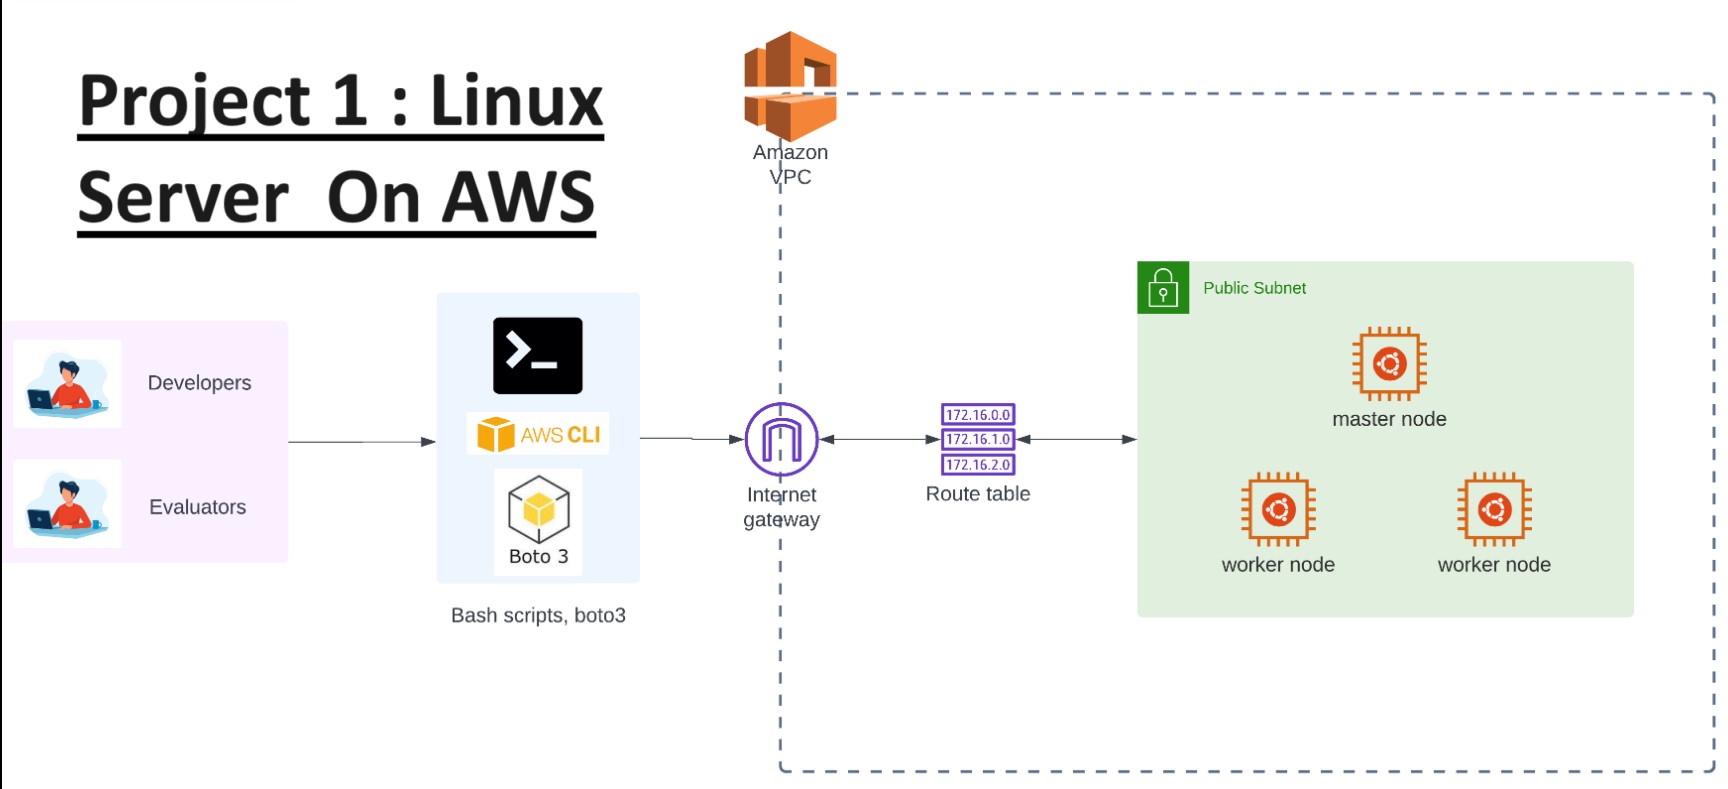 Project 1 : Linux
Server On AWS
Amazon
VPC
Developers
Evaluators
AWS CLI
Boto 3
Bash scripts, boto3
Internet
gateway
172.16.0.0
172.16.1.0
172.16.2.0
Route table
Public Subnet
master node
worker node
worker node